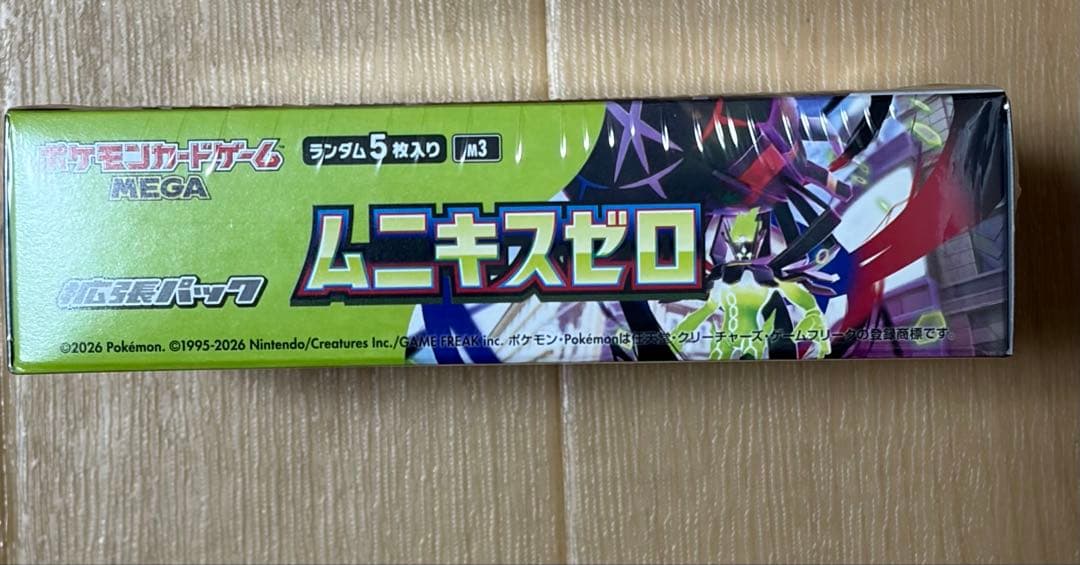 ポケモンカードゲーム™
MEGA
ランダム5枚入り
M3
ムニキスゼロ
拡張パック
©2026 Pokémon. ©1995-2026 Nintendo/Creatures Inc./GAME FREAK inc. ポケモン・Pokémonは任天堂・クリーチャーズ・ゲームフリークの登録商標です。